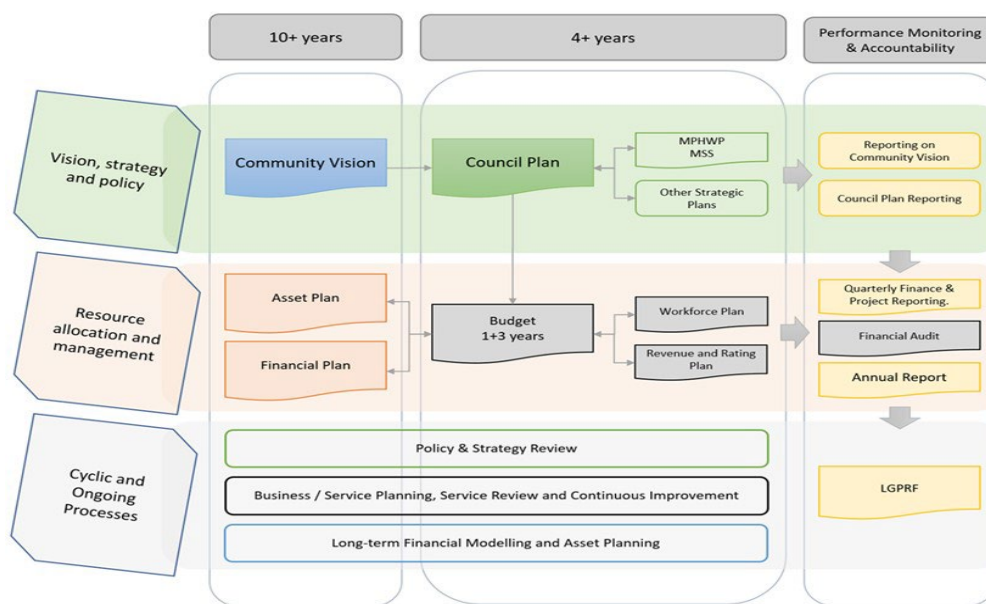 10+ years
4+ years
Performance Monitoring
& Accountability
Vision, strategy
and policy
Community Vision
Council Plan
MPHWP
MSS
Other Strategic
Plans
Reporting on
Community Vision
Council Plan Reporting
Resource
allocation and
management
Asset Plan
Financial Plan
Budget
1+3 years
Workforce Plan
Revenue and Rating
Plan
Quarterly Finance &
Project Reporting.
Financial Audit
Annual Report
Cyclic and
Ongoing
Processes
Policy & Strategy Review
Business / Service Planning, Service Review and Continuous Improvement
Long-term Financial Modelling and Asset Planning
LGPRF